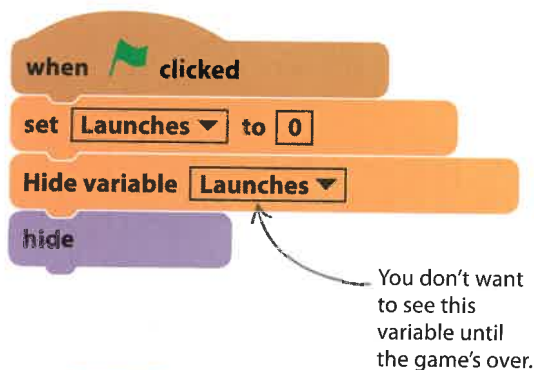 when clicked
set Launches to 0
Hide variable Launches
hide
You don't want
to see this
variable until
the game's over.